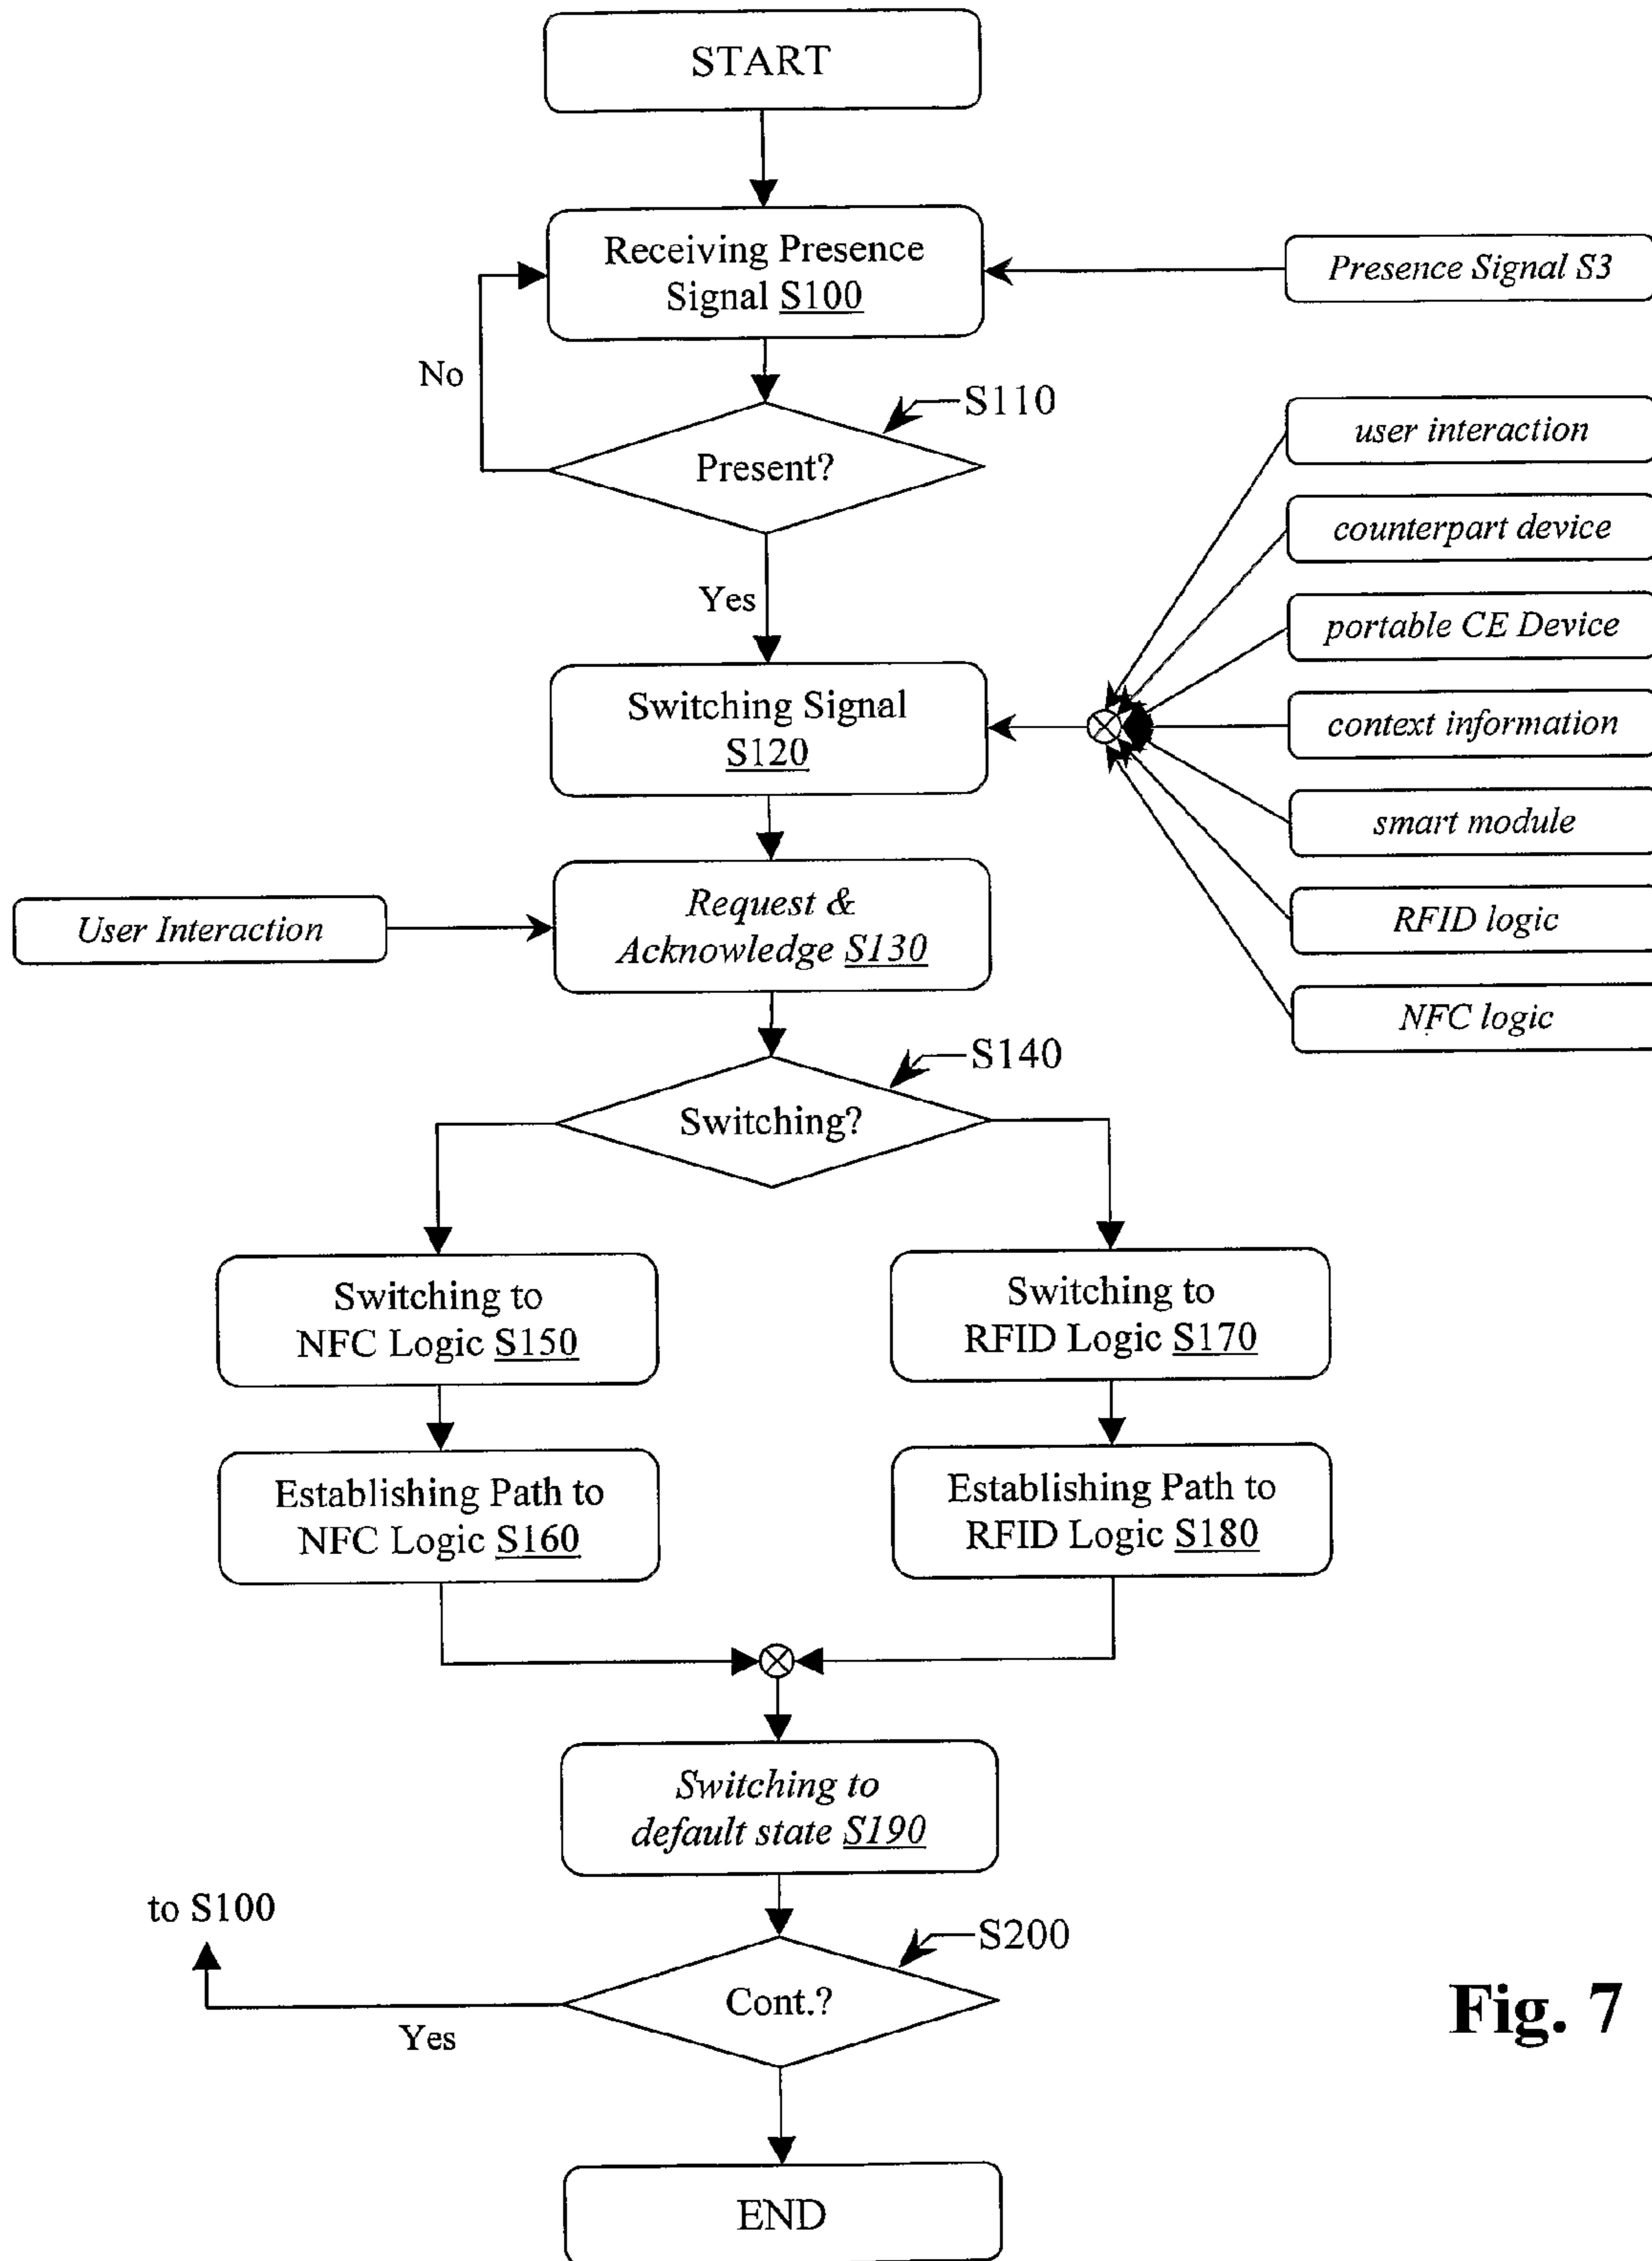 START
Receiving Presence
Signal S100
Presence Signal S3
No
S110
Present?
user interaction
counterpart device
Yes
portable CE Device
Switching Signal
S120
context information
smart module
Request &
Acknowledge S130
User Interaction
RFID logic
NFC logic
S140
Switching?
Switching to
NFC Logic S150
Switching to
RFID Logic S170
Establishing Path to
NFC Logic S160
Establishing Path to
RFID Logic S180
Switching to
default state S190
to S100
S200
Cont.?
Yes
Fig. 7
END